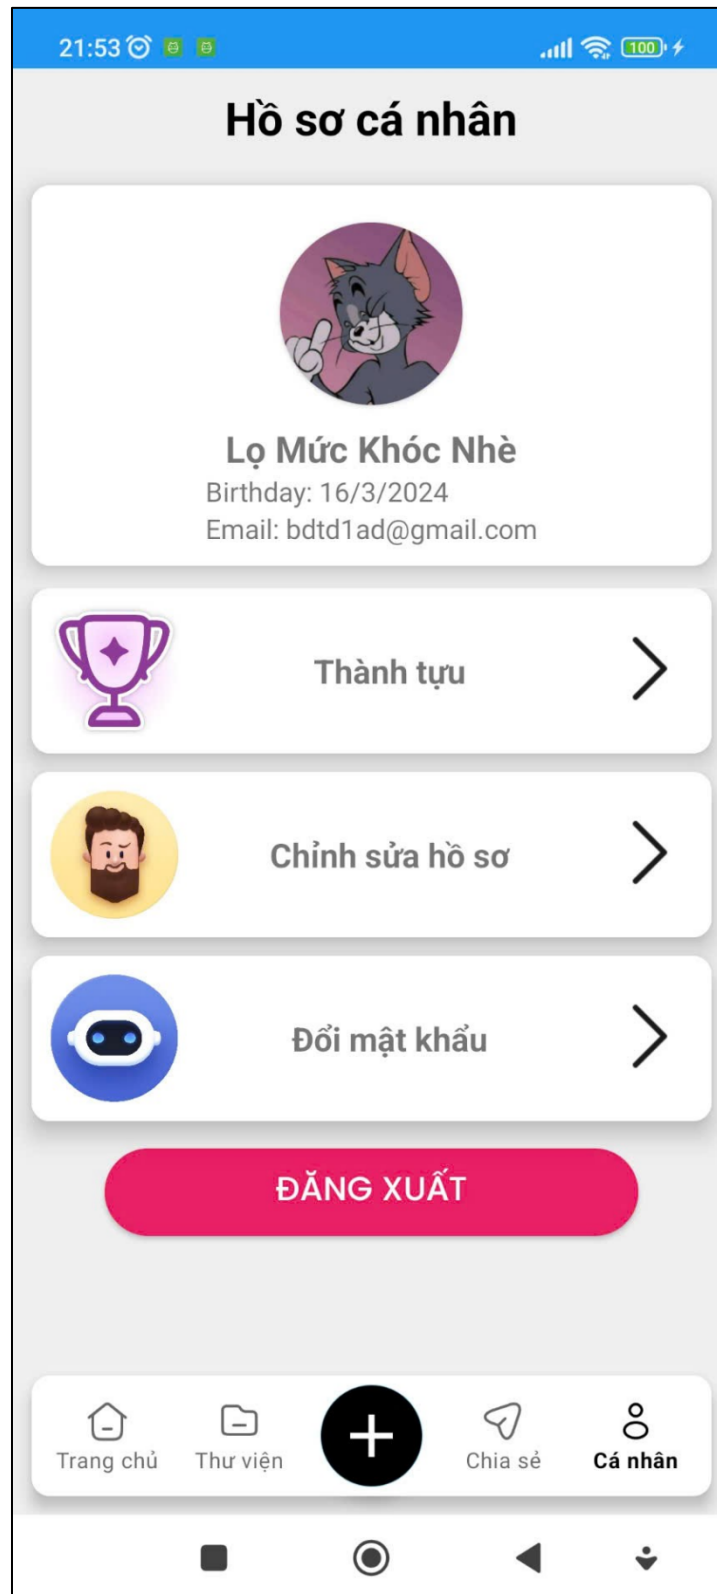 21:53
100
Hồ sơ cá nhân
Lọ Mức Khóc Nhè
Birthday: 16/3/2024
Email: bdtd1ad@gmail.com
Thành tựu
Chỉnh sửa hồ sơ
Đổi mật khẩu
ĐĂNG XUẤT
Trang chủ
Thư viện
Chia sẻ
Cá nhân